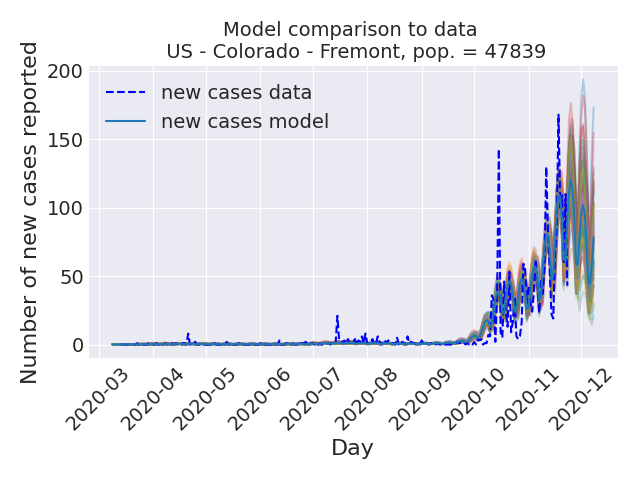 Model comparison to data
US - Colorado - Fremont, pop. = 47839
Number of new cases reported
200
150
100
50
0
new cases data
new cases model
2020-03
2020-04
2020-05
2020-06
2020-07
2020-08
2020-09
2020-10
2020-11
2020-12
Day